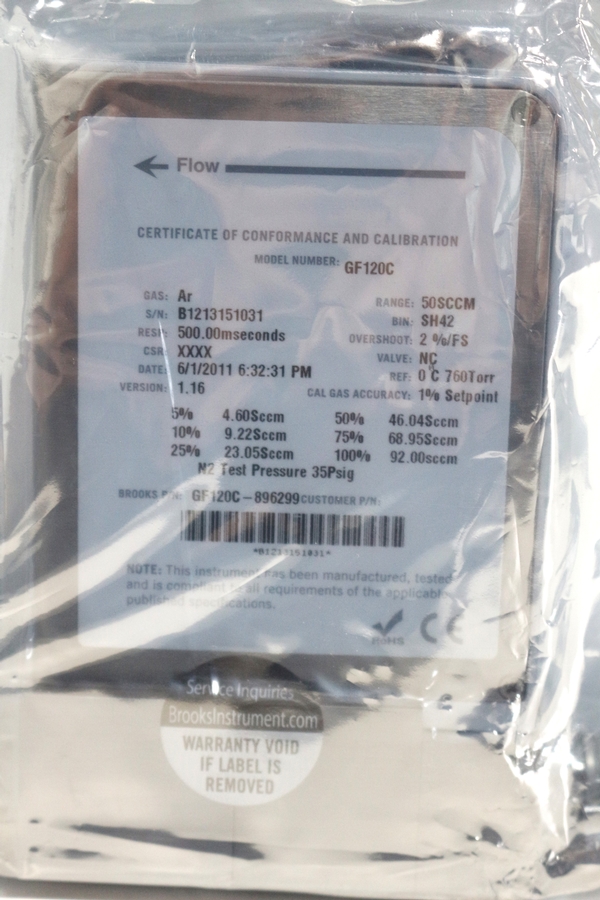 Flow
CERTIFICATE OF CONFORMANCE AND CALIBRATION
MODEL NUMBER: GF120C
GAS: Ar
RANGE: 50SCCM
S/N: B1213151031
BIN: SH42
RESP: 500.00mseconds
OVERSHOOT: 2 %/FS
CSR: XXXX
VALVE: NC
DATE: 6/1/2011 6:32:31 PM
REF: 0°C 760Torr
VERSION: 1.16
CAL GAS ACCURACY: 1% Setpoint
5% 4.60Sccm 50% 46.04Sccm
10% 9.22Sccm 75% 68.95Sccm
25% 23.05Sccm 100% 92.00sccm
N2 Test Pressure 35Psig
BROOKS P/N: GF120C-896299 CUSTOMER P/N:
*B1213151031*
NOTE: This instrument has been manufactured, tested
and is compliant to all requirements of the applicable
published specifications.
RoHS CE
Service Inquiries
BrooksInstrument.com
WARRANTY VOID
IF LABEL IS
REMOVED